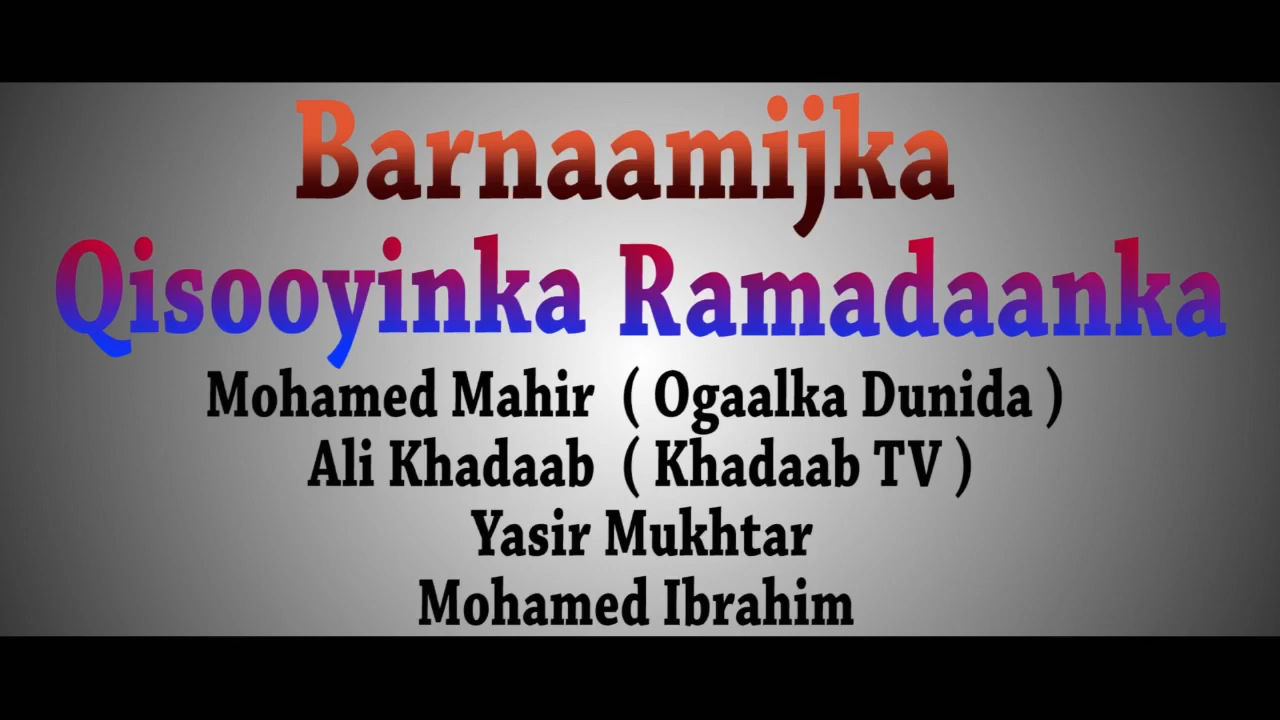 Barnaamijka
Qisooyinka Ramadaanka
Mohamed Mahir ( Ogaalka Dunida )
Ali Khadaab ( Khadaab TV )
Yasir Mukhtar
Mohamed Ibrahim